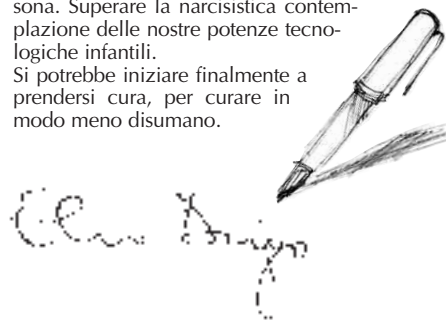 sona. Superare la narcisistica contem-
plazione delle nostre potenze tecno-
logiche infantili.
Si potrebbe iniziare finalmente a
prendersi cura, per curare in
modo meno disumano.